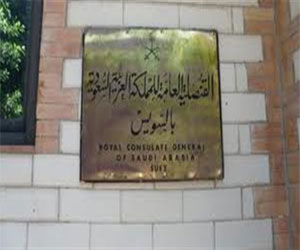 القنصلية العامة للمملكة العربية السعودية
بالسويس
ROYAL CONSULATE GENERAL
OF SAUDI ARABIA
SUEZ